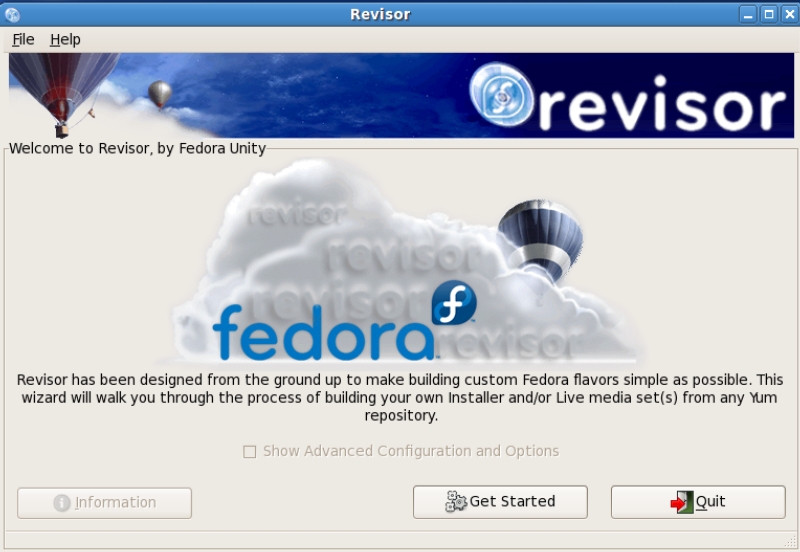 Revisor
File Help
revisor
Welcome to Revisor, by Fedora Unity
revisor
revisor
revisor
fedora
revisor
Revisor has been designed from the ground up to make building custom Fedora flavors simple as possible. This
wizard will walk you through the process of building your own Installer and/or Live media set(s) from any Yum
repository.
Show Advanced Configuration and Options
Information Get Started Quit